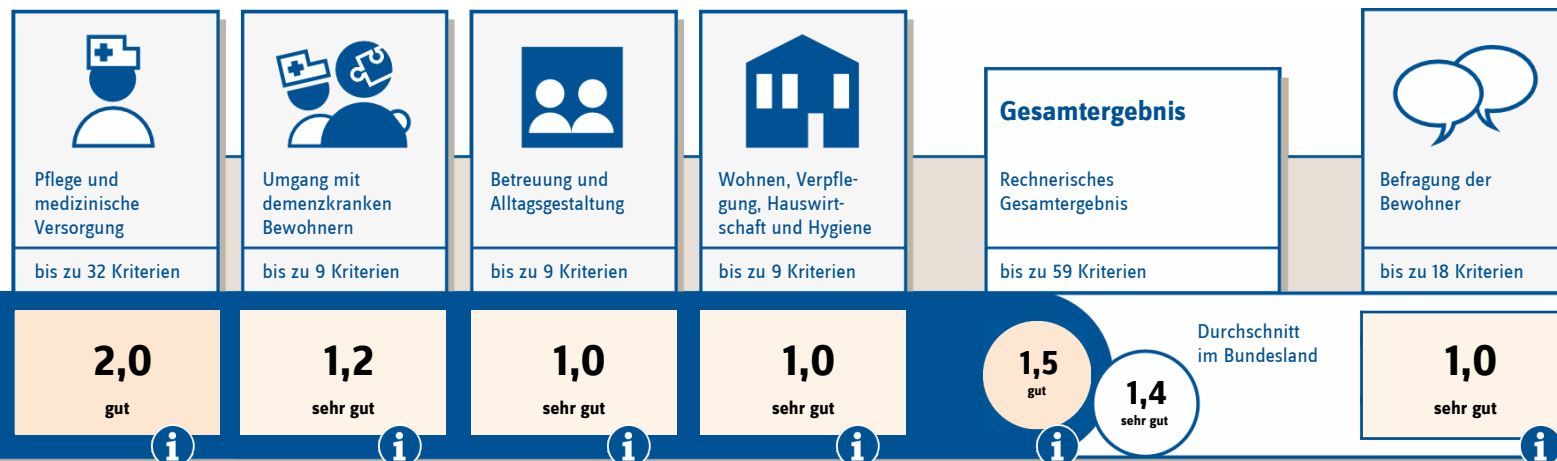 Pflege und
medizinische
Versorgung
bis zu 32 Kriterien
2,0
gut
Umgang mit
demenzkranken
Bewohnern
bis zu 9 Kriterien
1,2
sehr gut
Betreuung und
Alltagsgestaltung
bis zu 9 Kriterien
1,0
sehr gut
Wohnen, Verpfle-
gung, Hauswirt-
schaft und Hygiene
bis zu 9 Kriterien
1,0
sehr gut
Gesamtergebnis
Rechnerisches
Gesamtergebnis
bis zu 59 Kriterien
1,5
gut
1,4
sehr gut
Durchschnitt
im Bundesland
Befragung der
Bewohner
bis zu 18 Kriterien
1,0
sehr gut
i
i
i
i
i
i